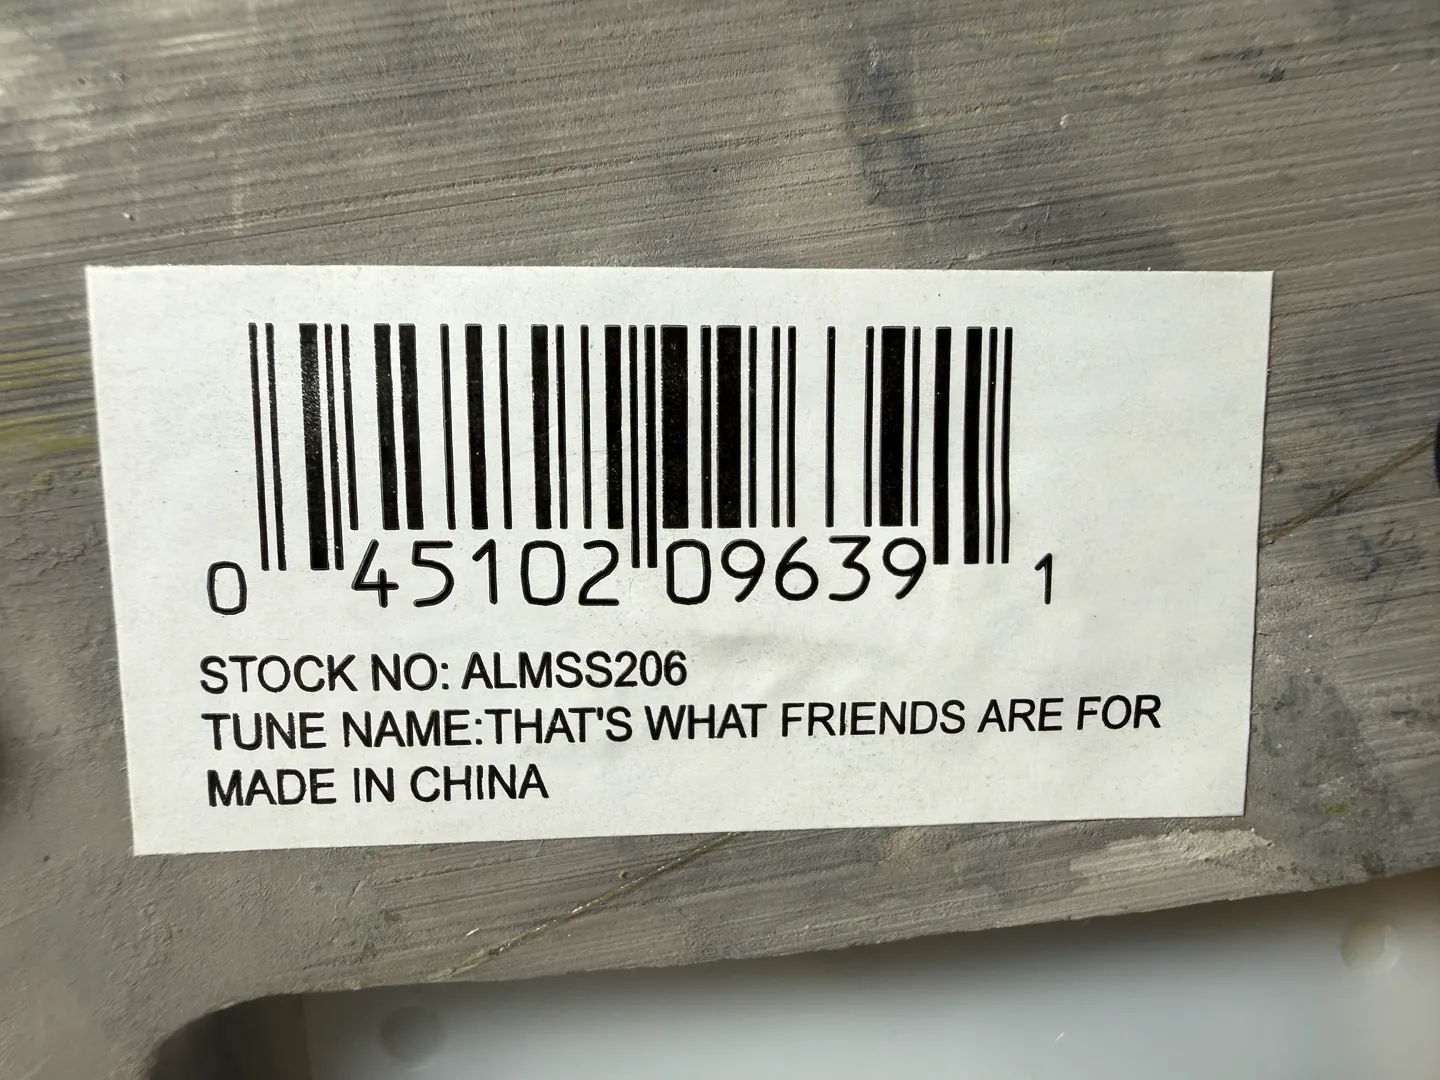 0 45102 09639 1
STOCK NO: ALMSS206
TUNE NAME:THAT'S WHAT FRIENDS ARE FOR
MADE IN CHINA